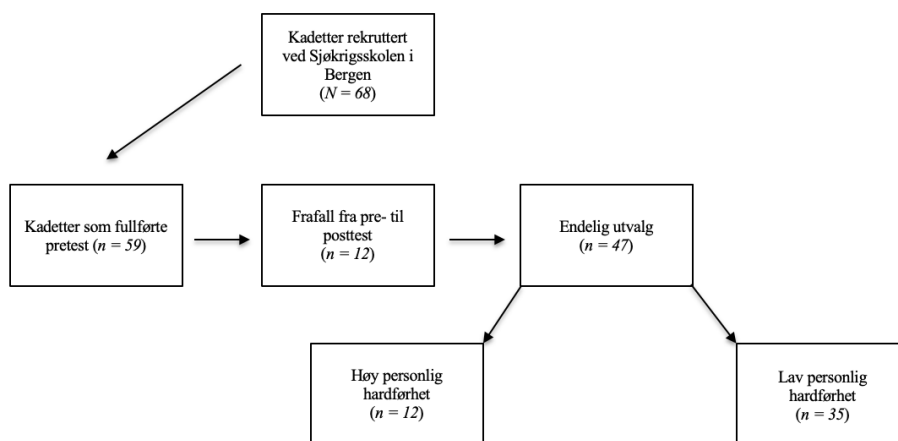 Kadetter rekruttert
ved Sjøkrigsskolen i
Bergen
(N = 68)
Kadetter som fullførte
pretest (n = 59)
Frafall fra pre- til
posttest
(n = 12)
Endelig utvalg
(n = 47)
Høy personlig
hardførhet
(n = 12)
Lav personlig
hardførhet
(n = 35)